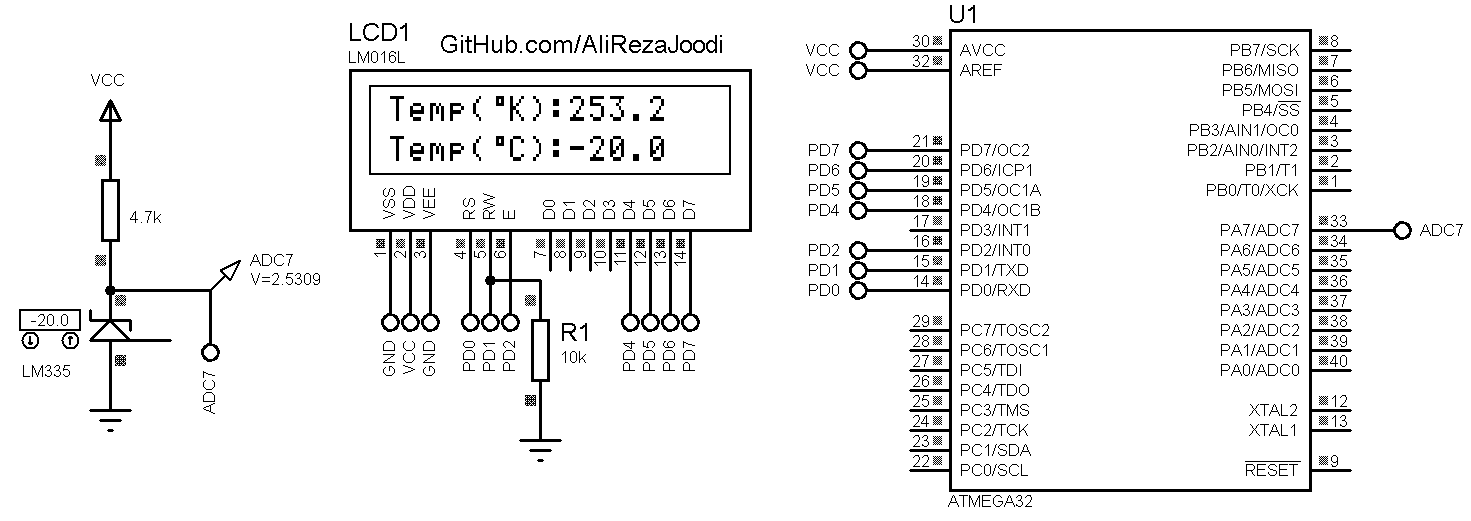 VCC
4.7k
ADC7
V=2.5309
-20.0
LM335
ADC7
LCD1
LM016L
GitHub.com/AliRezaJoodi
Temp(°K):253.2
Temp(°C):-20.0
VSS VDD VEE RS RW E D0 D1 D2 D3 D4 D5 D6 D7
1 2 3 4 5 6 7 8 9 10 11 12 13 14
GND VCC GND PD0 PD1 PD2 PD4 PD5 PD6 PD7
R1
10k
U1
VCC 30 AVCC PB7/SCK 8
VCC 32 AREF PB6/MISO 7
PB5/MOSI 6
PB4/SS 5
PB3/AIN1/OC0 4
PD7 21 PD7/OC2 PB2/AIN0/INT2 3
PD6 20 PD6/ICP1 PB1/T1 2
PD5 19 PD5/OC1A PB0/T0/XCK 1
PD4 18 PD4/OC1B
17 PD3/INT1 PA7/ADC7 33 ADC7
PD2 16 PD2/INT0 PA6/ADC6 34
PD1 15 PD1/TXD PA5/ADC5 35
PD0 14 PD0/RXD PA4/ADC4 36
PA3/ADC3 37
29 PC7/TOSC2 PA2/ADC2 38
28 PC6/TOSC1 PA1/ADC1 39
27 PC5/TDI PA0/ADC0 40
26 PC4/TDO
25 PC3/TMS XTAL2 12
24 PC2/TCK XTAL1 13
23 PC1/SDA
22 PC0/SCL RESET 9
ATMEGA32